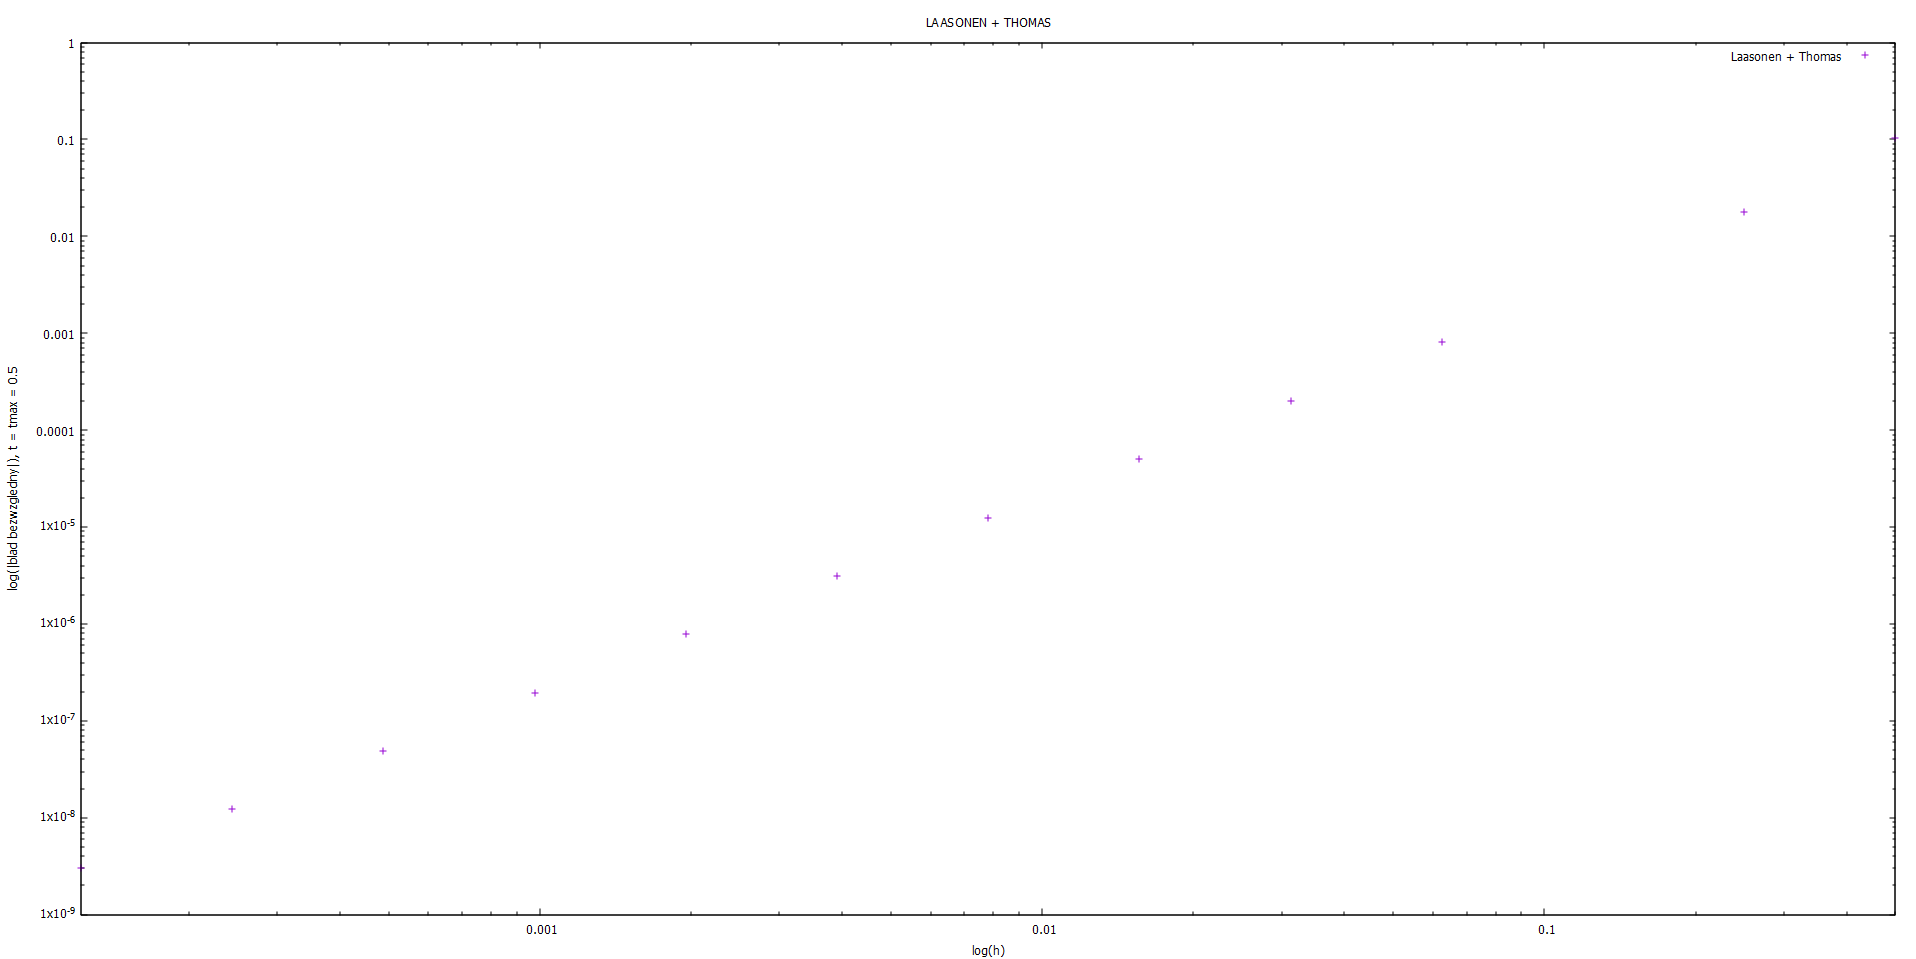 LAASONEN + THOMAS
Laasonen + Thomas
1
0.1
0.01
0.001
0.0001
1x10⁻⁵
1x10⁻⁶
1x10⁻⁷
1x10⁻⁸
1x10⁻⁹
log(|blad bezwzgledny|), t = tmax = 0.5
0.001 0.01 0.1
log(h)